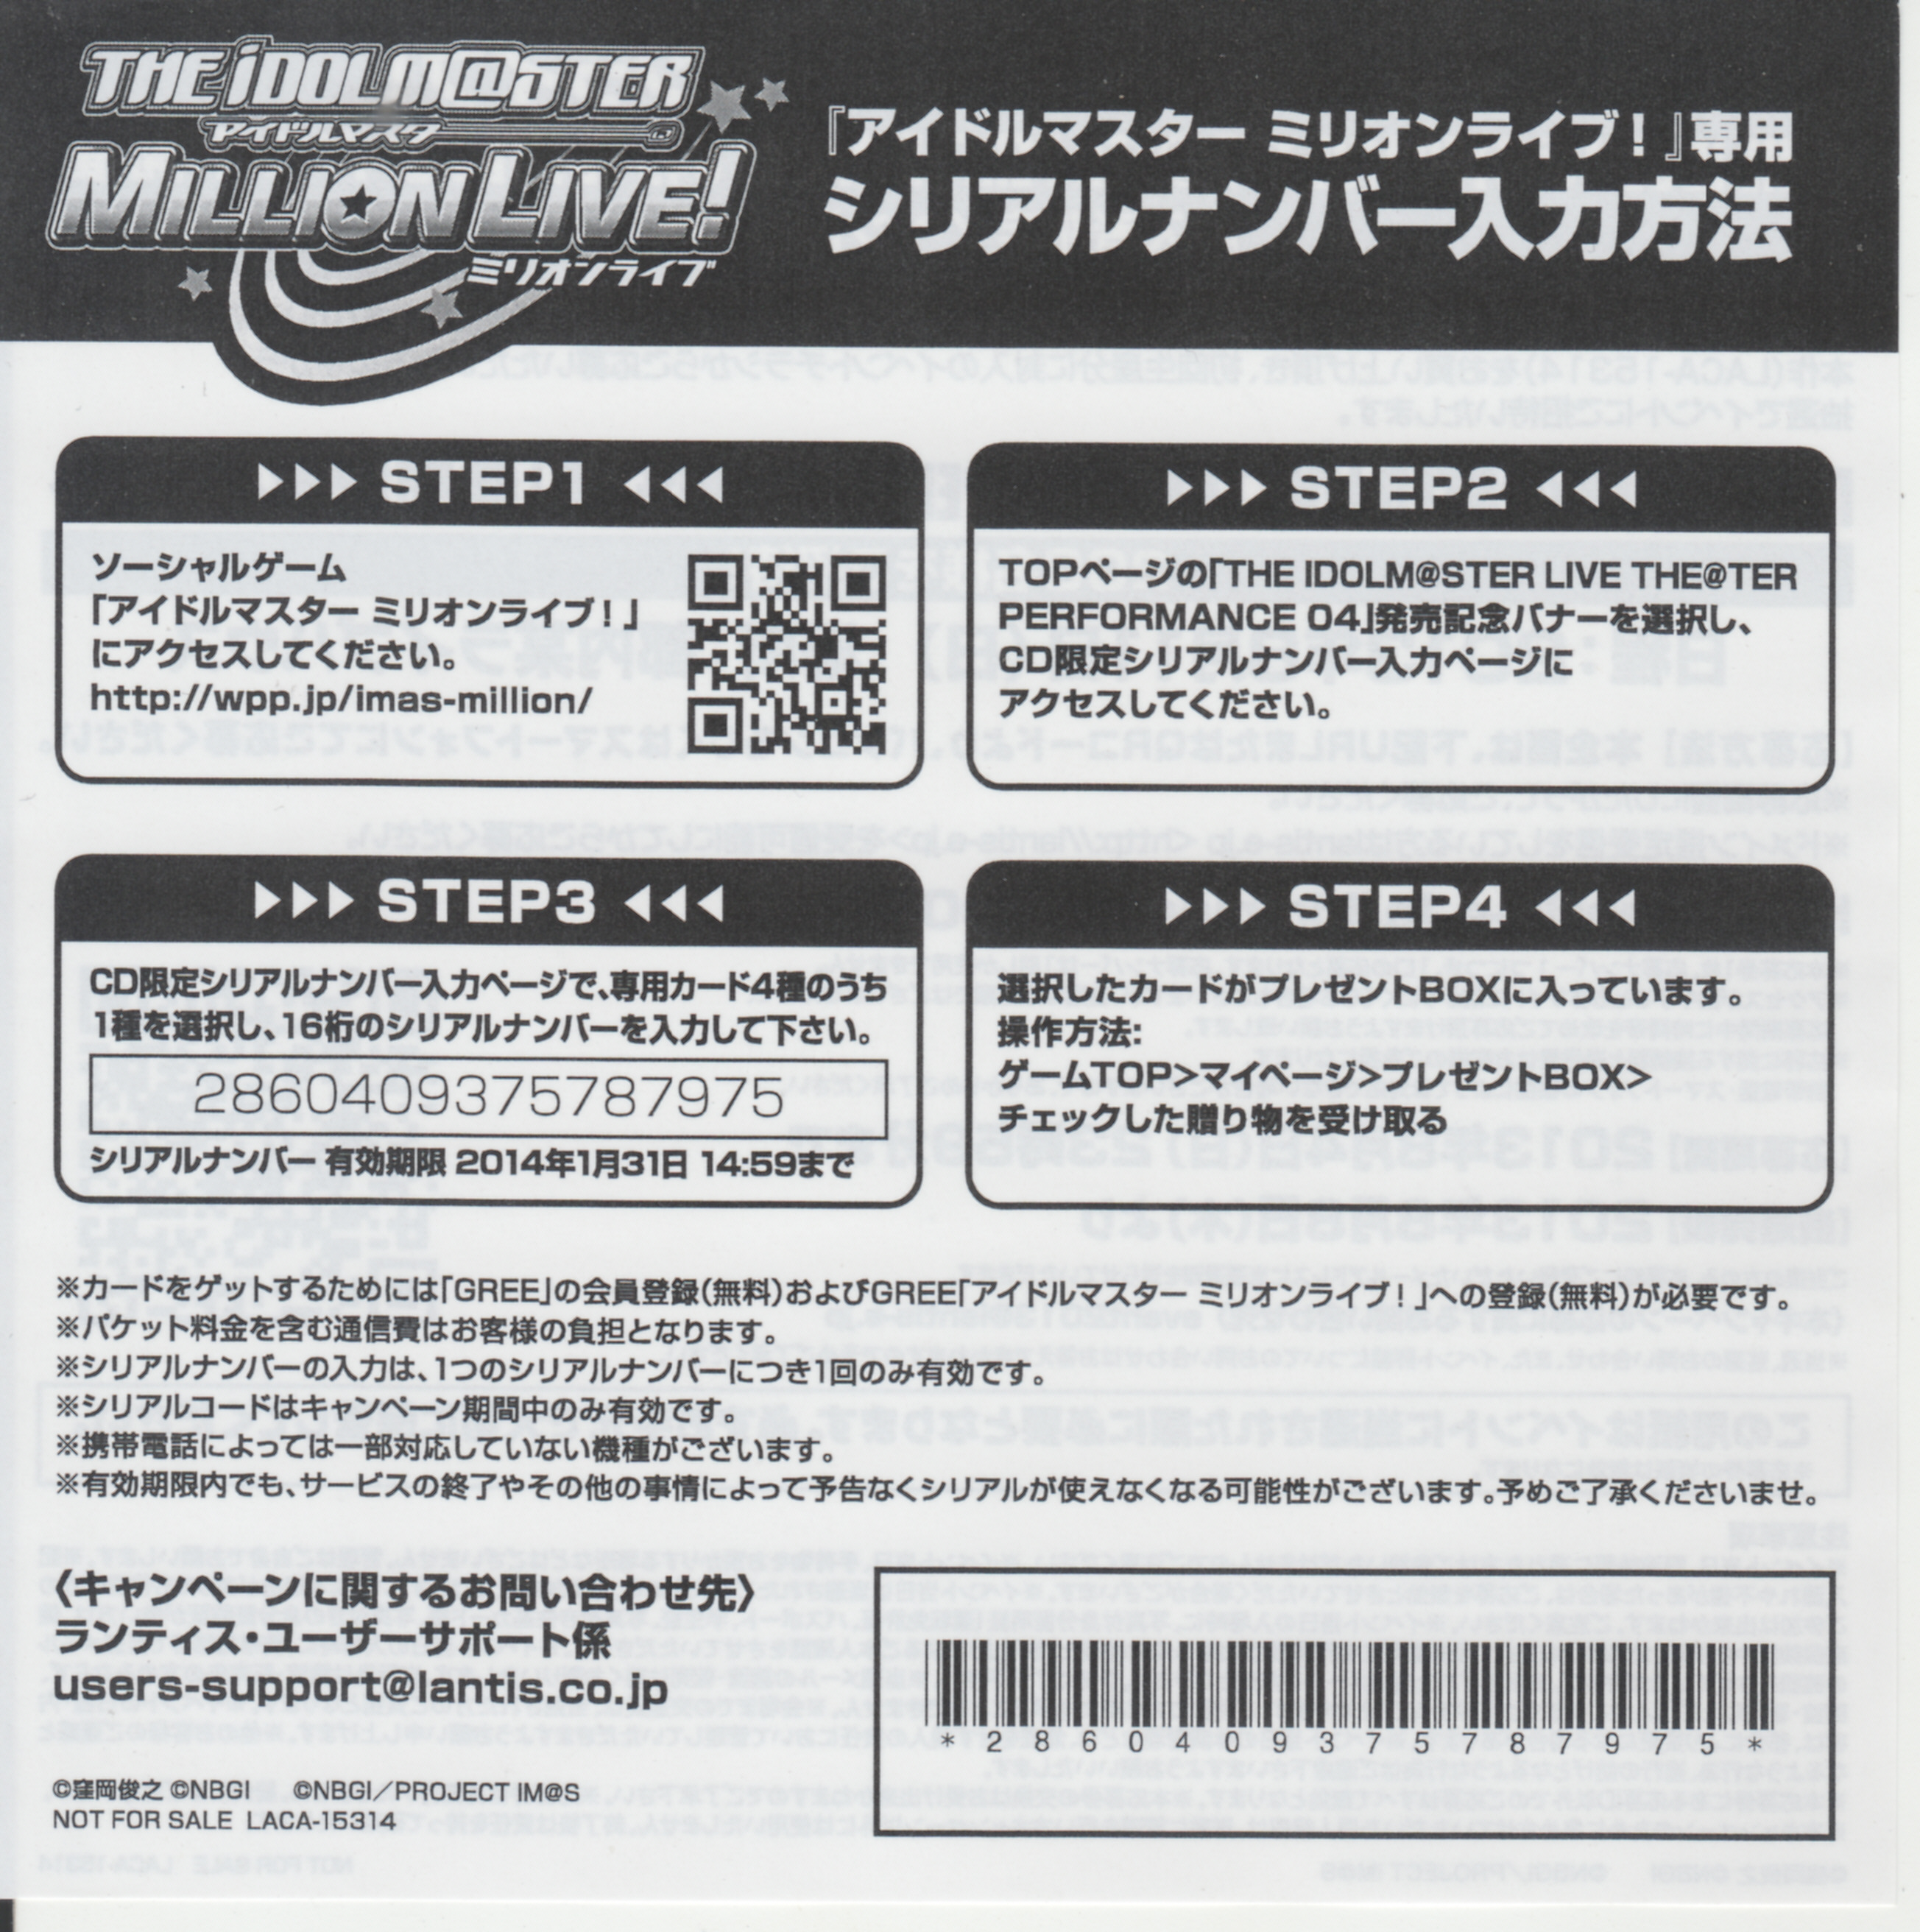 THE iDOLM@STER
アイドルマスター
MILLION LIVE!
ミリオンライブ
『アイドルマスター ミリオンライブ!』専用
シリアルナンバー入力方法
STEP1
ソーシャルゲーム
「アイドルマスター ミリオンライブ!」
にアクセスしてください。
http://wpp.jp/imas-million/
STEP2
TOPページの「THE IDOLM@STER LIVE THE@TER
PERFORMANCE 04」発売記念バナーを選択し、
CD限定シリアルナンバー入力ページに
アクセスしてください。
STEP3
CD限定シリアルナンバー入力ページで、専用カード4種のうち
1種を選択し、16桁のシリアルナンバーを入力して下さい。
2860409375787975
シリアルナンバー 有効期限 2014年1月31日 14:59まで
STEP4
選択したカードがプレゼントBOXに入っています。
操作方法:
ゲームTOP>マイページ>プレゼントBOX>
チェックした贈り物を受け取る
※カードをゲットするためには「GREE」の会員登録(無料)およびGREE「アイドルマスター ミリオンライブ!」への登録(無料)が必要です。
※パケット料金を含む通信費はお客様の負担となります。
※シリアルナンバーの入力は、1つのシリアルナンバーにつき1回のみ有効です。
※シリアルコードはキャンペーン期間中のみ有効です。
※携帯電話によっては一部対応していない機種がございます。
※有効期限内でも、サービスの終了やその他の事情によって予告なくシリアルが使えなくなる可能性がございます。予めご了承くださいませ。
〈キャンペーンに関するお問い合わせ先〉
ランティス・ユーザーサポート係
users-support@lantis.co.jp
©窪岡俊之 ©NBGI ©NBGI/PROJECT IM@S
NOT FOR SALE LACA-15314
* 2 8 6 0 4 0 9 3 7 5 7 8 7 9 7 5 *